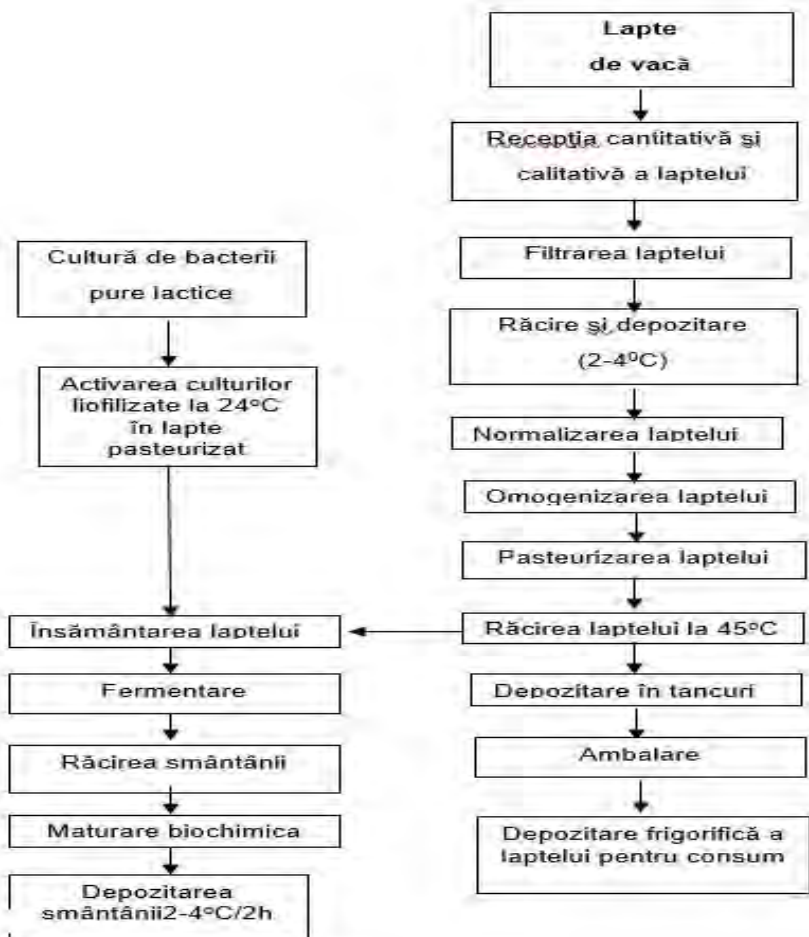 Lapte
de vacă
Recepția cantitativă și
calitativă a laptelui
Filtrarea laptelui
Răcire și depozitare
(2-4ºC)
Normalizarea laptelui
Omogenizarea laptelui
Pasteurizarea laptelui
Răcirea laptelui la 45ºC
Depozitare în tancuri
Ambalare
Depozitare frigorifică a
laptelui pentru consum
Cultură de bacterii
pure lactice
Activarea culturilor
liofilizate la 24ºC
în lapte
pasteurizat
Însământarea laptelui
Fermentare
Răcirea smântânii
Maturare biochimica
Depozitarea
smântânii2-4ºC/2h